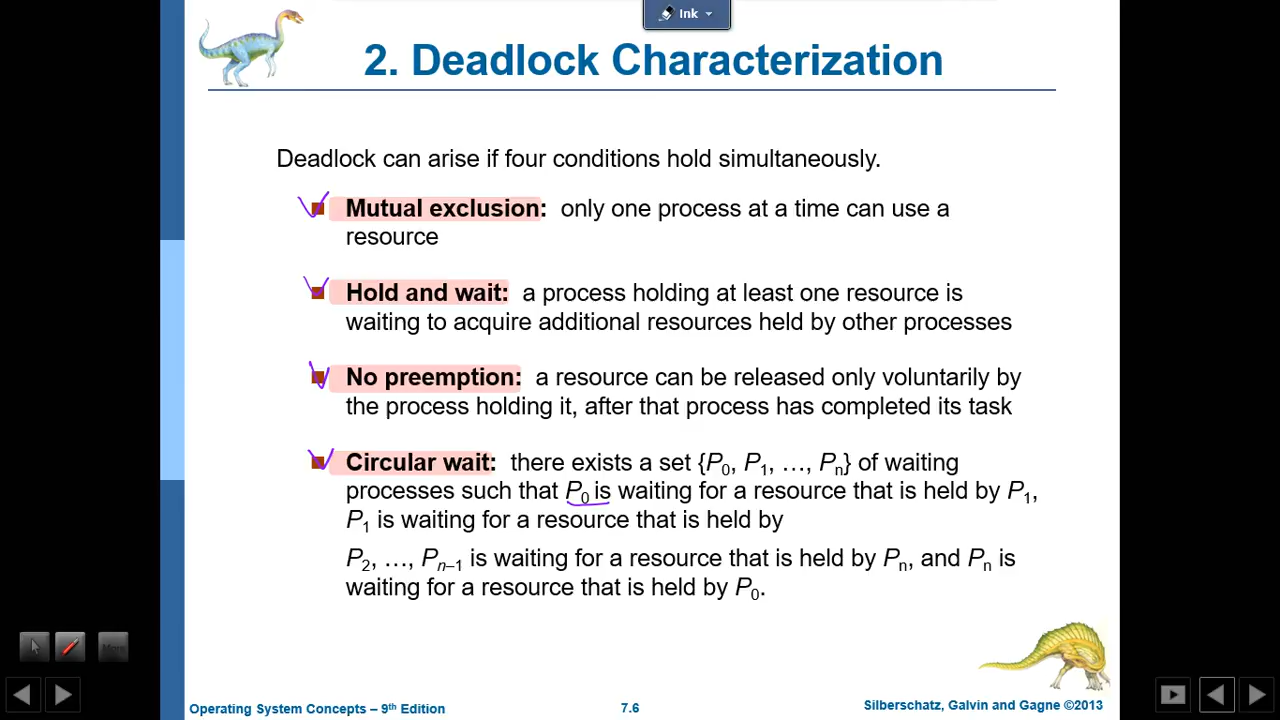 Ink
2. Deadlock Characterization
Deadlock can arise if four conditions hold simultaneously.
Mutual exclusion: only one process at a time can use a
resource
Hold and wait: a process holding at least one resource is
waiting to acquire additional resources held by other processes
No preemption: a resource can be released only voluntarily by
the process holding it, after that process has completed its task
Circular wait: there exists a set {P0, P1, …, Pn} of waiting
processes such that P0 is waiting for a resource that is held by P1,
P1 is waiting for a resource that is held by
P2, …, Pn–1 is waiting for a resource that is held by Pn, and Pn is
waiting for a resource that is held by P0.
More
Operating System Concepts – 9th Edition
7.6
Silberschatz, Galvin and Gagne ©2013